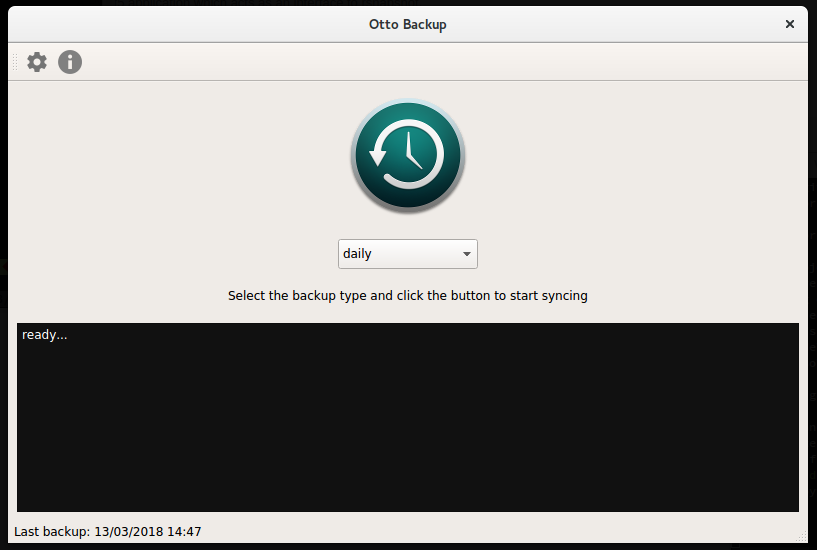 Otto Backup
daily
Select the backup type and click the button to start syncing
ready...
Last backup: 13/03/2018 14:47